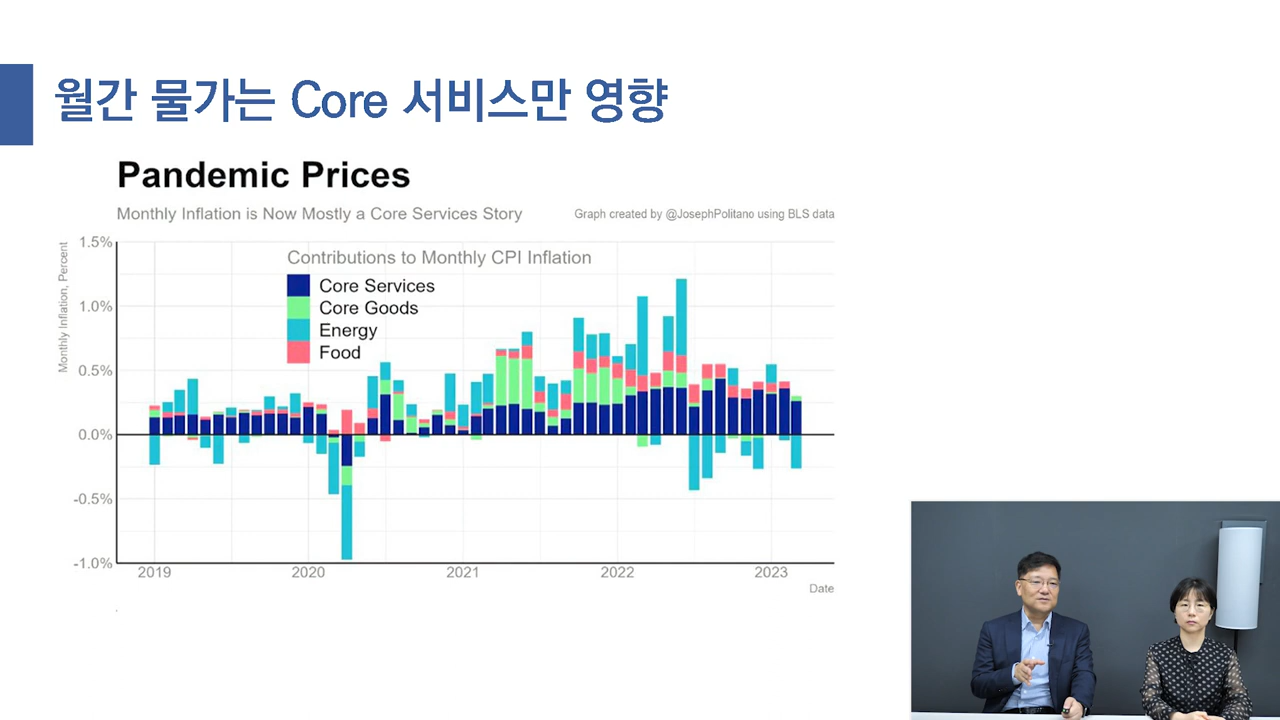 월간 물가는 Core 서비스만 영향
Pandemic Prices
Monthly Inflation is Now Mostly a Core Services Story
Graph created by @JosephPolitano using BLS data
Monthly Inflation, Percent
1.5%
1.0%
0.5%
0.0%
-0.5%
-1.0%
Contributions to Monthly CPI Inflation
Core Services
Core Goods
Energy
Food
2019
2020
2021
2022
2023
Date